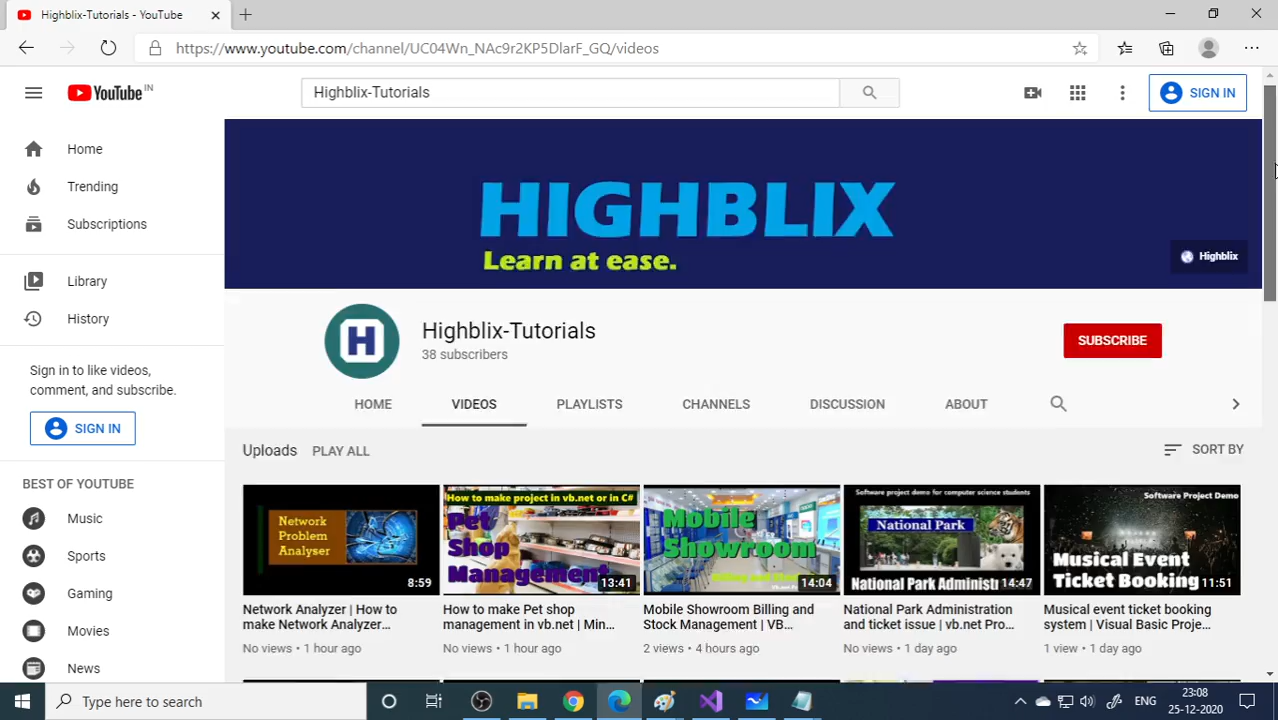 Highblix-Tutorials - YouTube
https://www.youtube.com/channel/UC04Wn_NAc9r2KP5DlarF_GQ/videos
YouTube IN
Highblix-Tutorials
SIGN IN
Home
Trending
Subscriptions
Library
History
Sign in to like videos,
comment, and subscribe.
SIGN IN
BEST OF YOUTUBE
Music
Sports
Gaming
Movies
News
HIGHBLIX
Learn at ease.
Highblix
H
Highblix-Tutorials
38 subscribers
SUBSCRIBE
HOME
VIDEOS
PLAYLISTS
CHANNELS
DISCUSSION
ABOUT
Uploads
PLAY ALL
SORT BY
Network
Problem
Analyser
8:59
Network Analyzer | How to
make Network Analyzer...
No views • 1 hour ago
How to make project in vb.net or in C#
Pet
Shop
Management
13:41
How to make Pet shop
management in vb.net | Min...
No views • 1 hour ago
Mobile
Showroom
14:04
Mobile Showroom Billing and
Stock Management | VB...
2 views • 4 hours ago
Software project demo for computer science students
National Park
National Park Administ
14:47
National Park Administration
and ticket issue | vb.net Pro...
No views • 1 day ago
Software Project Demo
Musical Event
Ticket Booking
11:51
Musical event ticket booking
system | Visual Basic Proje...
1 view • 1 day ago
Type here to search
ENG
23:08
25-12-2020